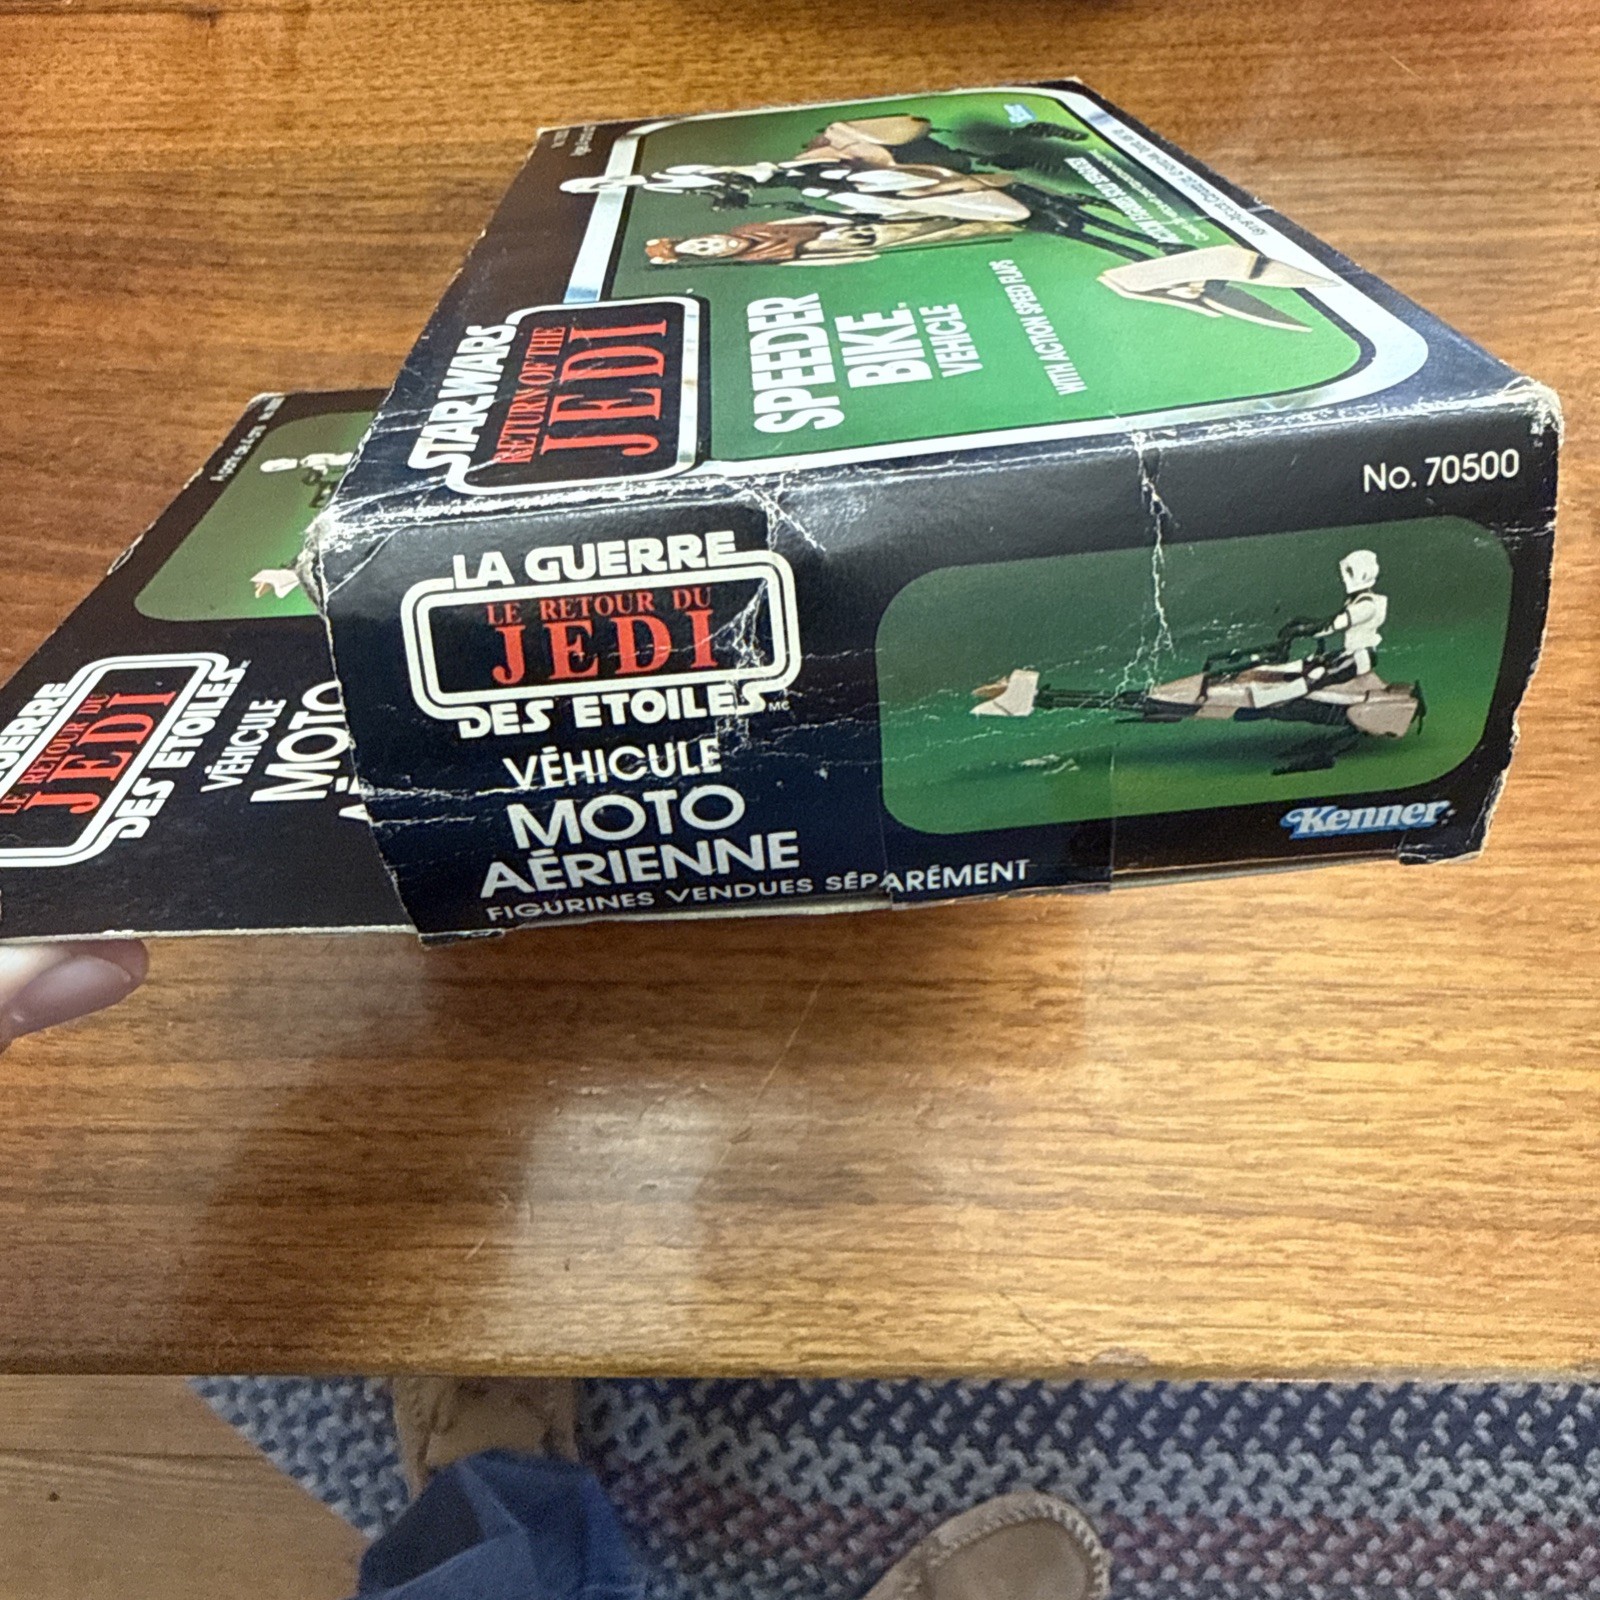 STAR WARS
RETURN OF THE
JEDI
SPEEDER
BIKE™
VEHICLE
WITH ACTION SPEED FLAPS
Kenner
No. 70500
LA GUERRE
LE RETOUR DU
JEDI
DES ETOILES MC
VÉHICULE
MOTO
AÉRIENNE
FIGURINES VENDUES SÉPARÉMENT
Kenner
GUERRE
LE RETOUR DU
JEDI
DES ETOILES
VÉHICULE
MOTO